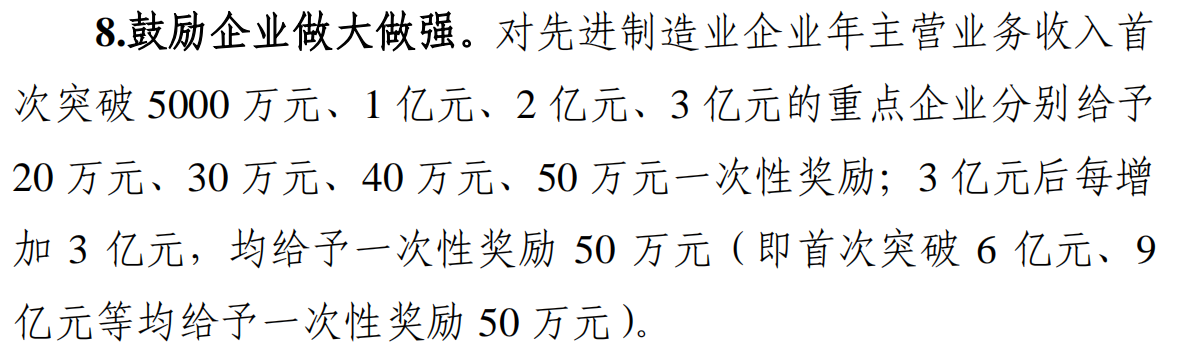 8.鼓励企业做大做强。对先进制造业企业年主营业务收入首
次突破 5000 万元、1 亿元、2 亿元、3 亿元的重点企业分别给予
20 万元、30 万元、40 万元、50 万元一次性奖励；3 亿元后每增
加 3 亿元，均给予一次性奖励 50 万元（即首次突破 6 亿元、9
亿元等均给予一次性奖励 50 万元）。